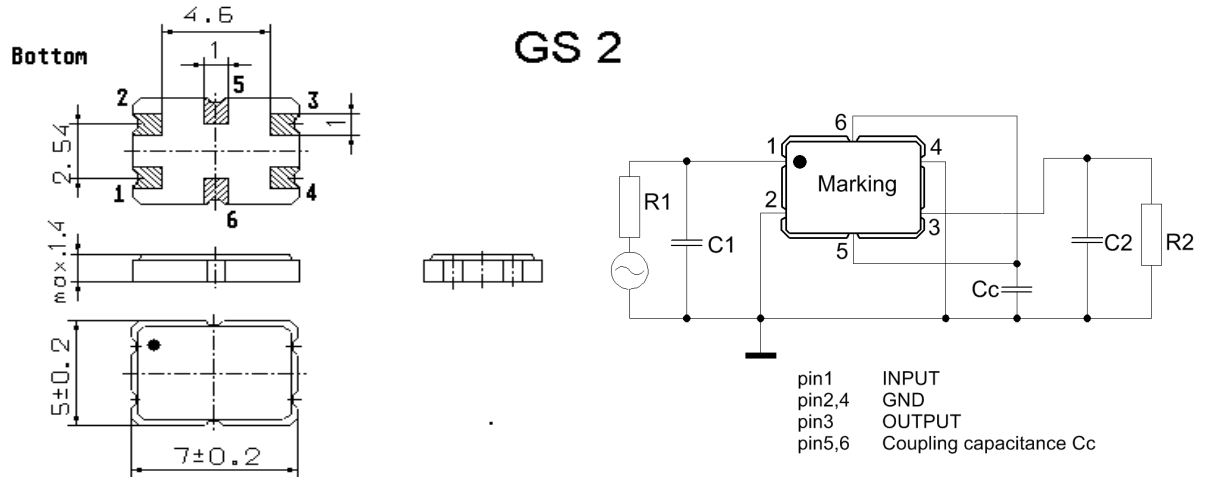 GS 2
Bottom
4.6
1
2
5
3
1
2.54
1
4
6
max.1.4
5±0.2
7±0.2
6
1
4
Marking
2
3
5
R1
C1
C2
R2
Cc
pin1 INPUT
pin2,4 GND
pin3 OUTPUT
pin5,6 Coupling capacitance Cc